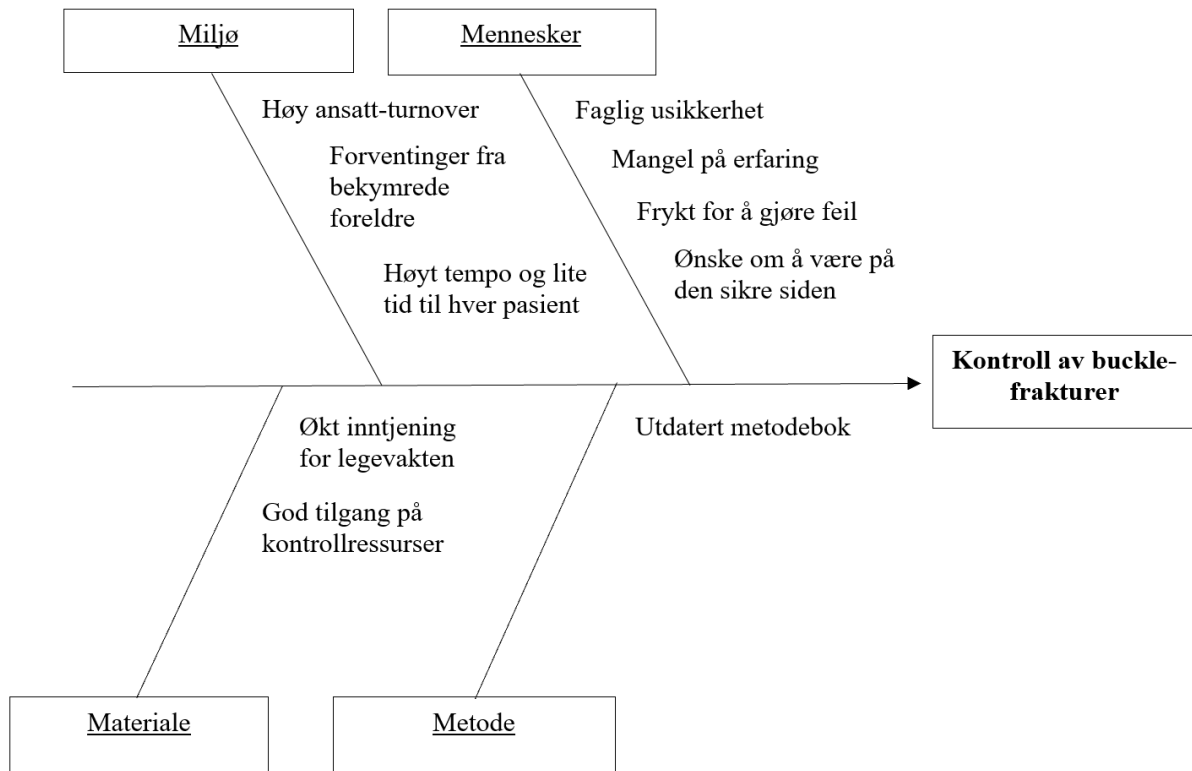 Miljø
Mennesker
Høy ansatt-turnover
Forventinger fra
bekymrede
foreldre
Høyt tempo og lite
tid til hver pasient
Faglig usikkerhet
Mangel på erfaring
Frykt for å gjøre feil
Ønske om å være på
den sikre siden
Kontroll av buckle-
frakturer
Økt inntjening
for legevakten
God tilgang på
kontrollressurser
Utdatert metodebok
Materiale
Metode